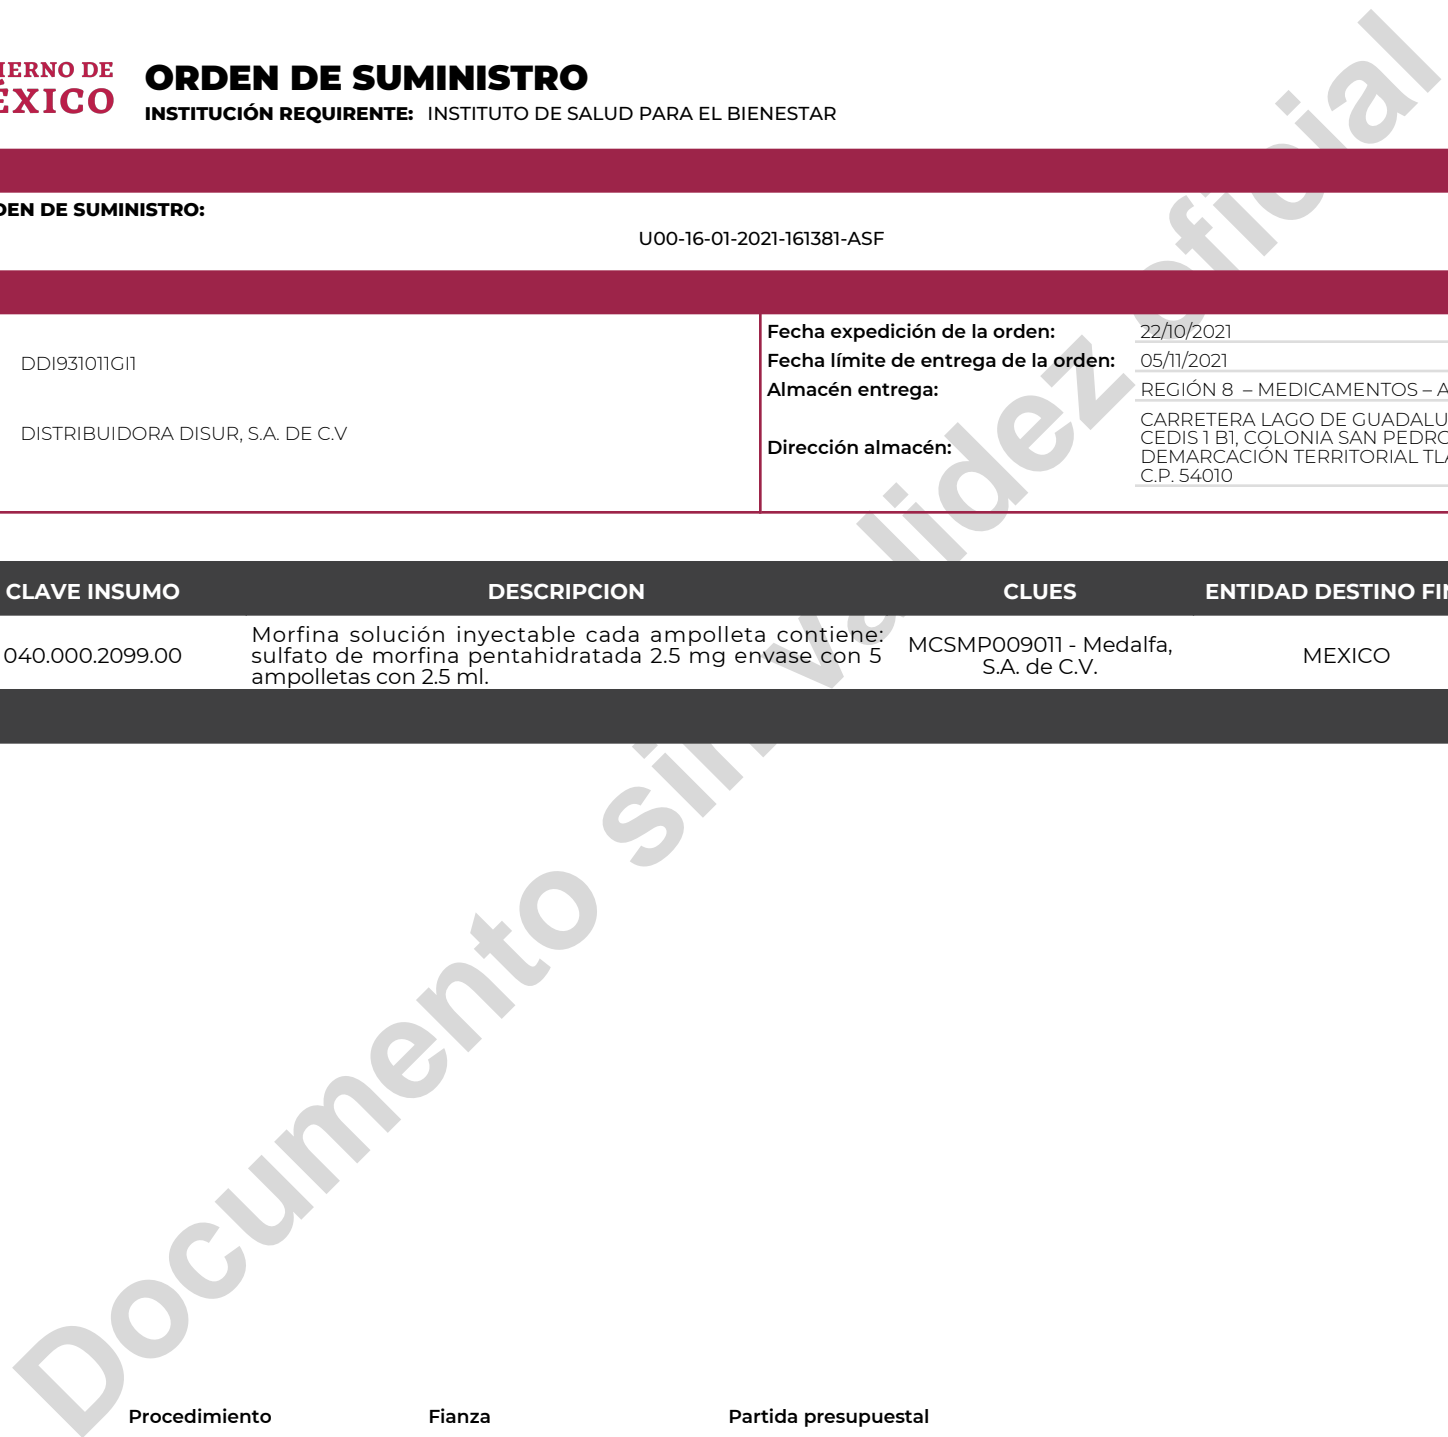 IERNO DE
ÉXICO
ORDEN DE SUMINISTRO
INSTITUCIÓN REQUIRENTE: INSTITUTO DE SALUD PARA EL BIENESTAR
DEN DE SUMINISTRO:
U00-16-01-2021-161381-ASF
DDI931011GI1
DISTRIBUIDORA DISUR, S.A. DE C.V
Fecha expedición de la orden: 22/10/2021
Fecha límite de entrega de la orden: 05/11/2021
Almacén entrega: REGIÓN 8 – MEDICAMENTOS – A
Dirección almacén:
CARRETERA LAGO DE GUADALU
CEDIS 1 B1, COLONIA SAN PEDRO
DEMARCACIÓN TERRITORIAL TLA
C.P. 54010
CLAVE INSUMO DESCRIPCION CLUES ENTIDAD DESTINO FIN
040.000.2099.00
Morfina solución inyectable cada ampolleta contiene:
sulfato de morfina pentahidratada 2.5 mg envase con 5
ampolletas con 2.5 ml.
MCSMP009011 - Medalfa,
S.A. de C.V.
MEXICO
Documento sin validez oficial
Procedimiento Fianza Partida presupuestal